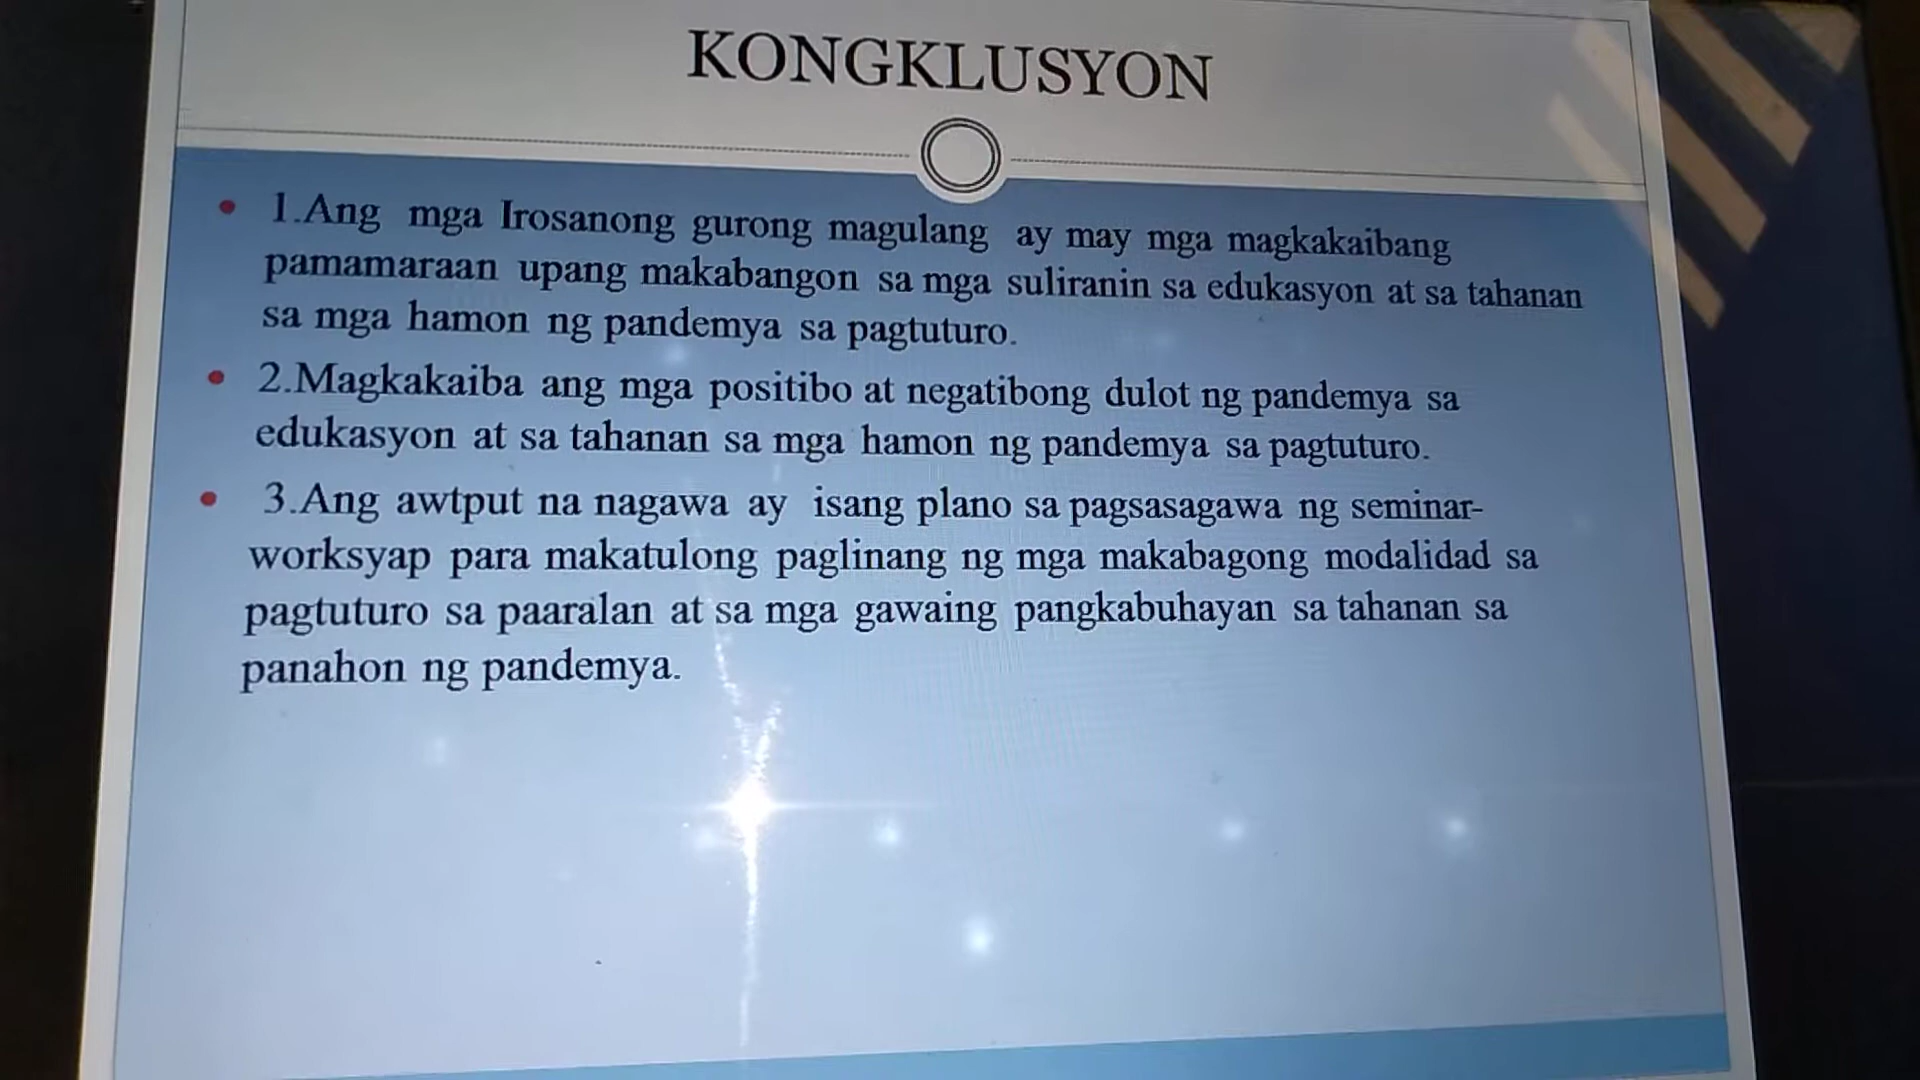 KONGKLUSYON
• 1.Ang mga Irosanong gurong magulang ay may mga magkakaibang
pamamaraan upang makabangon sa mga suliranin sa edukasyon at sa tahanan
sa mga hamon ng pandemya sa pagtuturo.
• 2.Magkakaiba ang mga positibo at negatibong dulot ng pandemya sa
edukasyon at sa tahanan sa mga hamon ng pandemya sa pagtuturo.
• 3.Ang awtput na nagawa ay isang plano sa pagsasagawa ng seminar-
worksyap para makatulong paglinang ng mga makabagong modalidad sa
pagtuturo sa paaralan at sa mga gawaing pangkabuhayan sa tahanan sa
panahon ng pandemya.